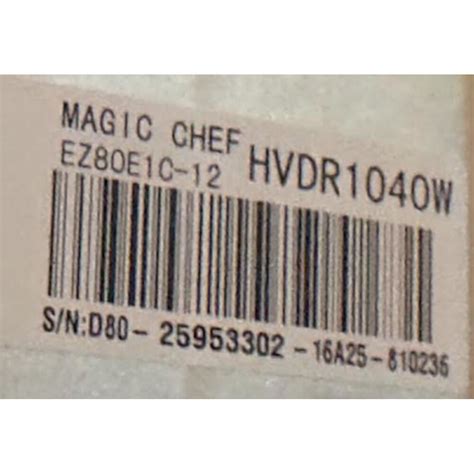 MAGIC CHEF
EZ80E1C-12 HVDR1040W
S/N:D80-25953302-16A25-810236